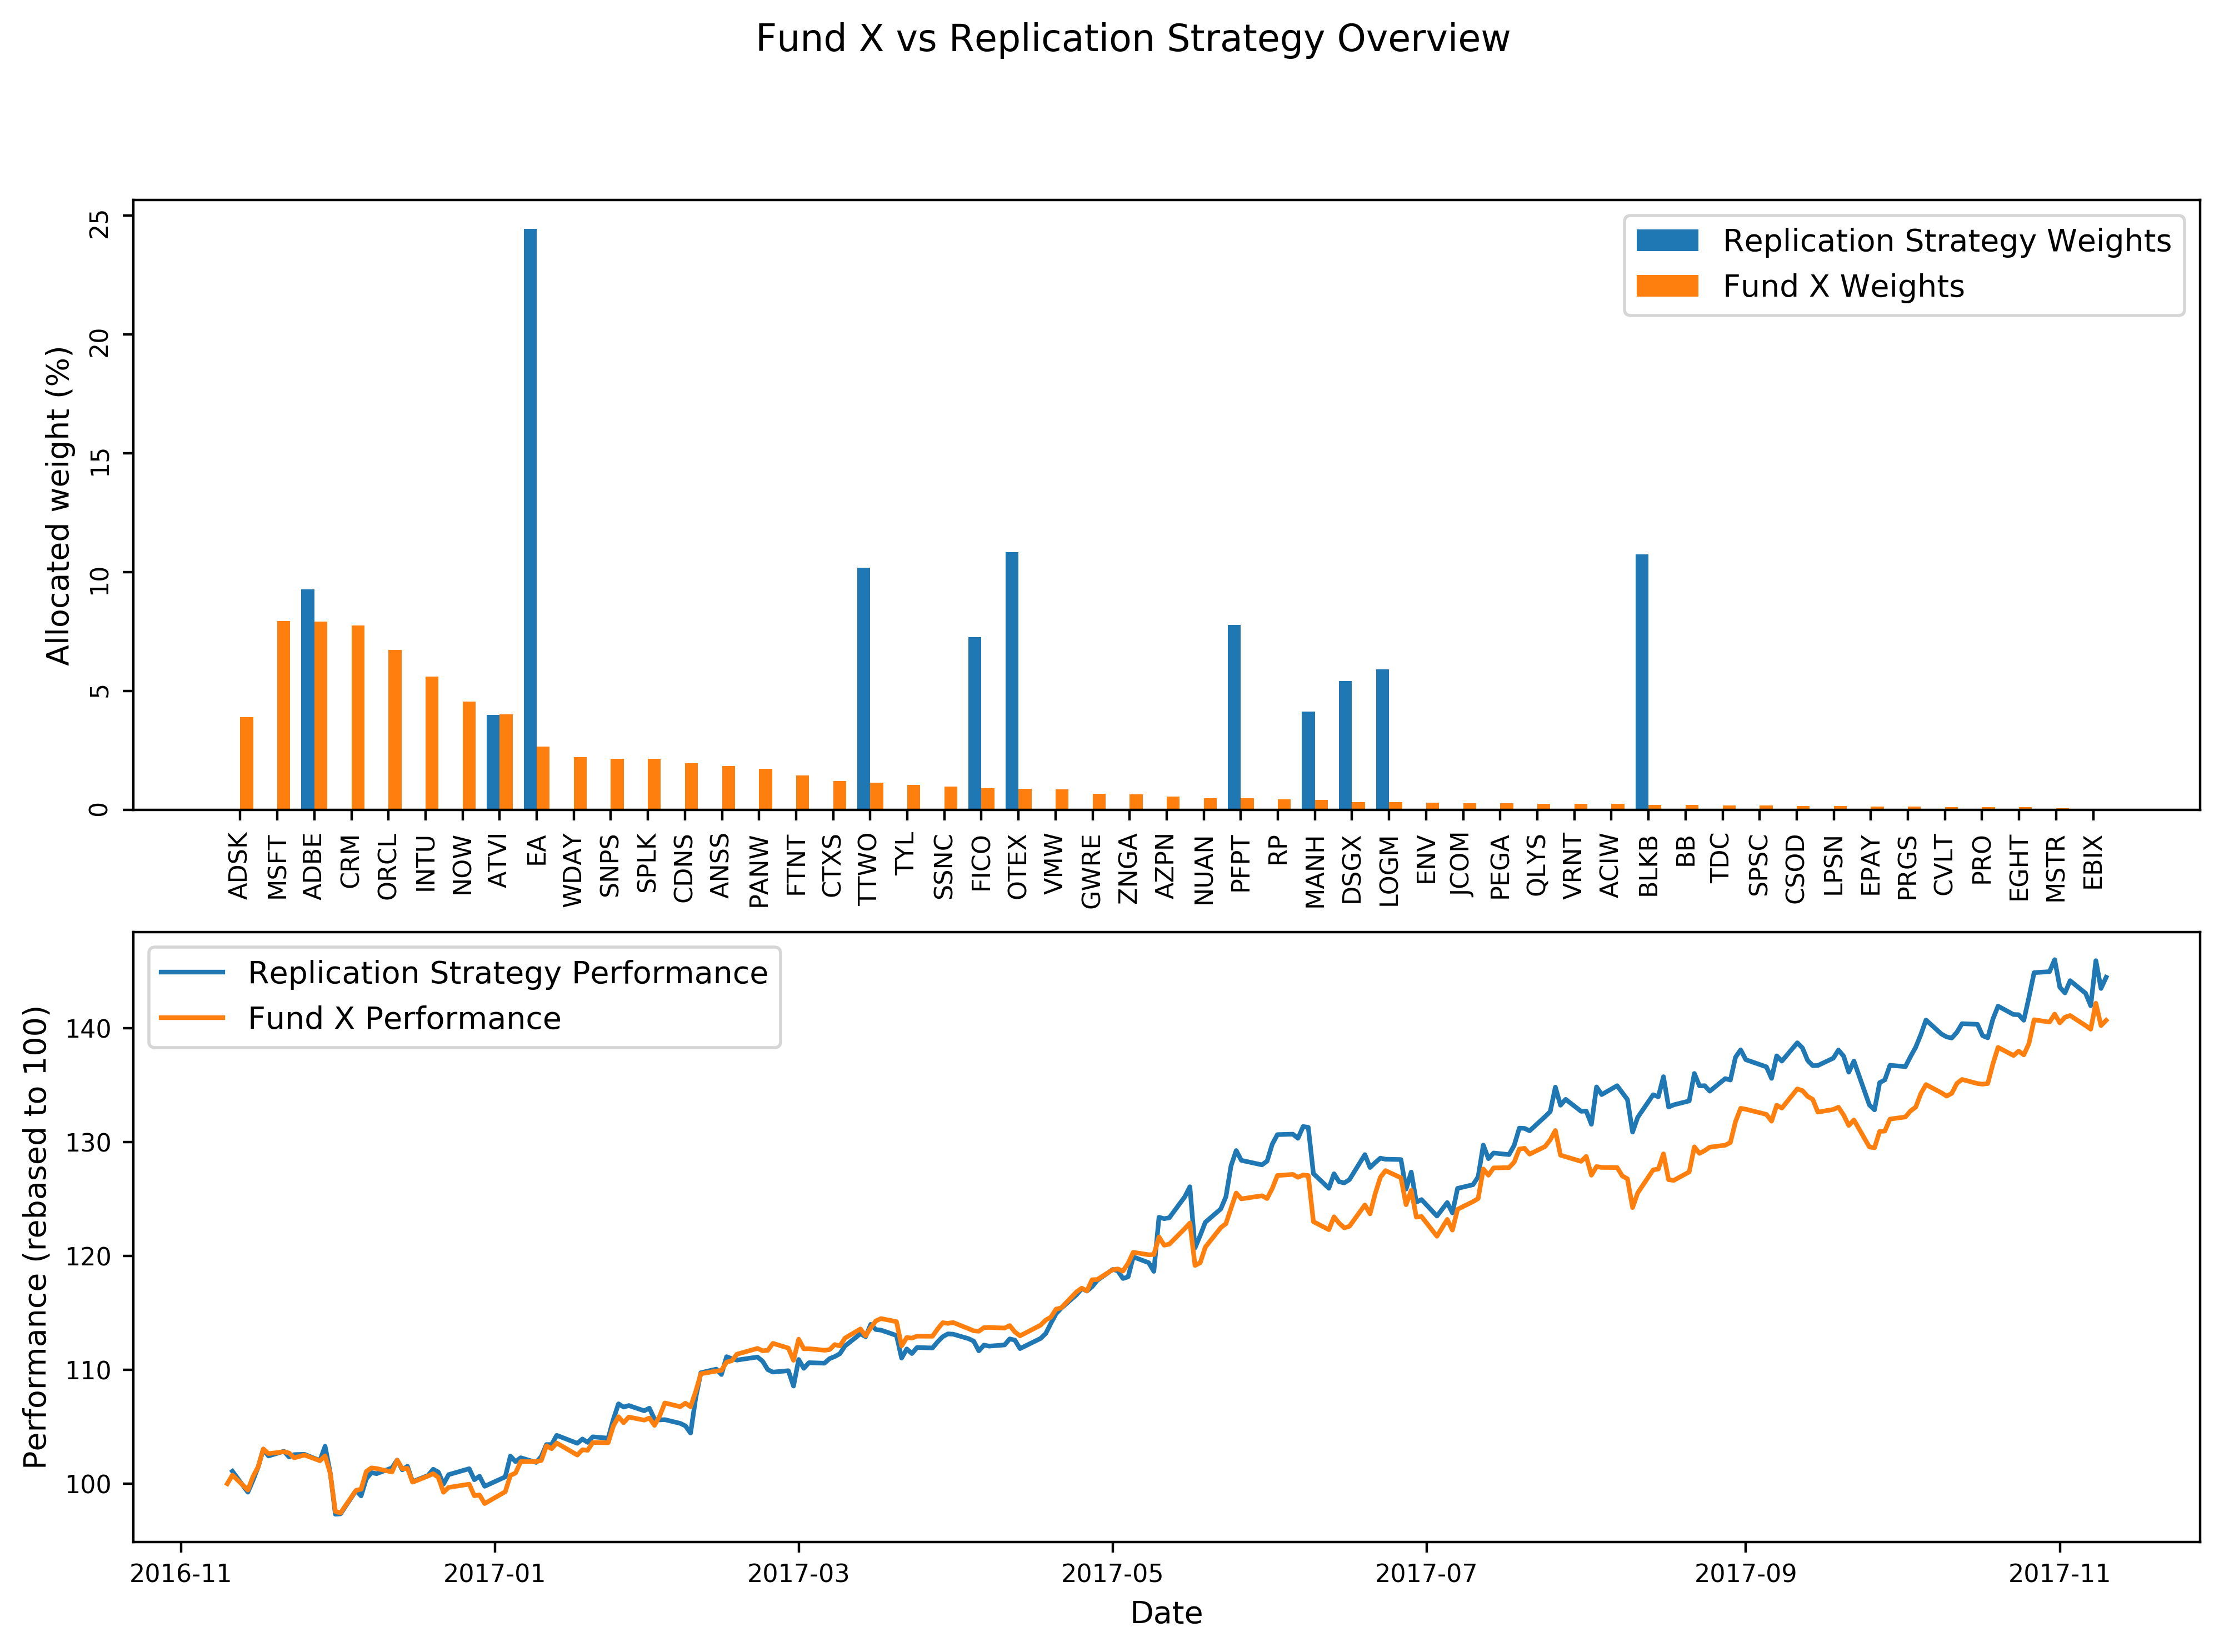 Fund X vs Replication Strategy Overview
Replication Strategy Weights
Fund X Weights
Allocated weight (%)
25
20
15
10
5
0
ADSK
MSFT
ADBE
CRM
ORCL
INTU
NOW
ATVI
EA
WDAY
SNPS
SPLK
CDNS
ANSS
PANW
FTNT
CTXS
TTWO
TYL
SSNC
FICO
OTEX
VMW
GWRE
ZNGA
AZPN
NUAN
PFPT
RP
MANH
DSGX
LOGM
ENV
JCOM
PEGA
QLYS
VRNT
ACIW
BLKB
BB
TDC
SPSC
CSOD
LPSN
EPAY
PRGS
CVLT
PRO
EGHT
MSTR
EBIX
Replication Strategy Performance
Fund X Performance
Performance (rebased to 100)
140
130
120
110
100
2016-11
2017-01
2017-03
2017-05
2017-07
2017-09
2017-11
Date